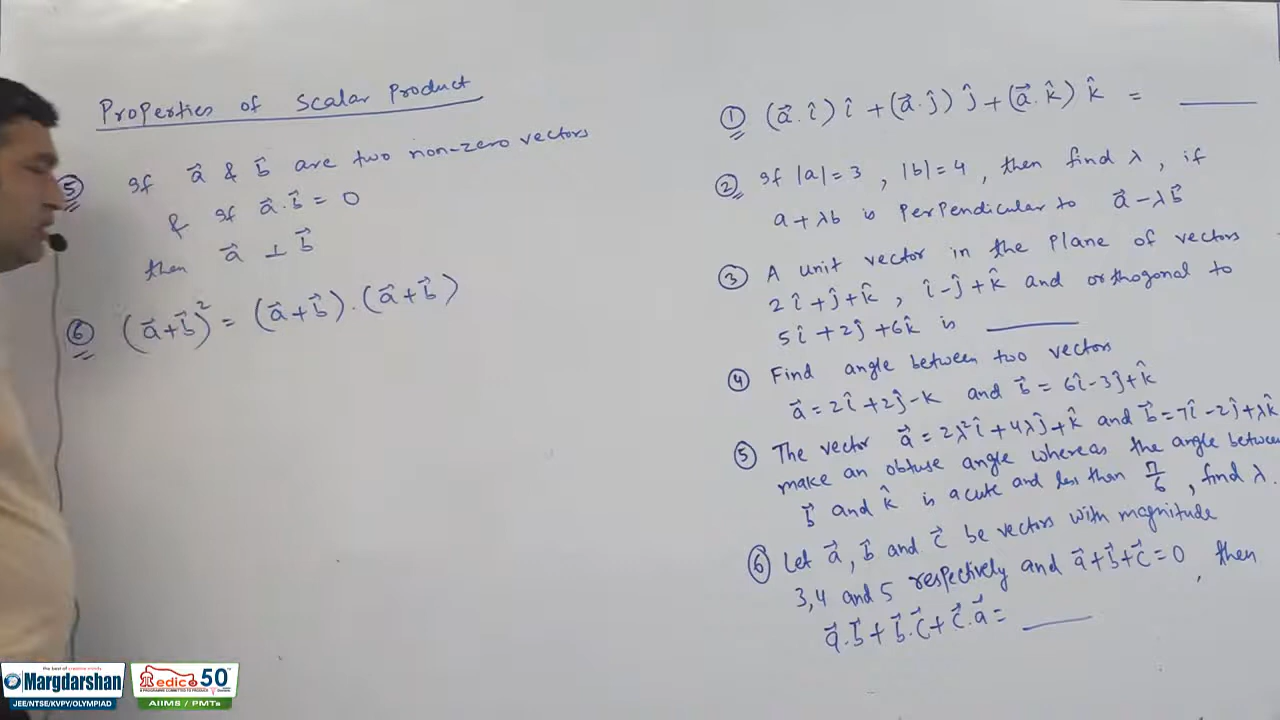 Properties of Scalar Product
⑤ If a⃗ & b⃗ are two non-zero vectors
& if a⃗.b⃗ = 0
then a⃗ ⊥ b⃗
⑥ (a⃗+b⃗)² = (a⃗+b⃗).(a⃗+b⃗)
① (a⃗.î)î + (a⃗.ĵ)ĵ + (a⃗.k̂)k̂ = ____
② If |a|=3, |b|=4, then find λ, if
a+λb is perpendicular to a⃗-λb⃗
③ A unit vector in the plane of vectors
2î+ĵ+k̂, î-ĵ+k̂ and orthogonal to
5î+2ĵ+6k̂ is ____
④ Find angle between two vectors
a⃗=2î+2ĵ-k and b⃗=6î-3ĵ+k̂
⑤ The vector a⃗=2λ²î+4λĵ+k̂ and b⃗=7î-2ĵ+λk̂
make an obtuse angle whereas the angle between
b⃗ and k̂ is acute and less than π/6, find λ.
⑥ Let a⃗, b⃗ and c⃗ be vectors with magnitude
3,4 and 5 respectively and a⃗+b⃗+c⃗=0, then
a⃗.b⃗+b⃗.c⃗+c⃗.a⃗= ____
Margdarshan
JEE/NTSE/KVPY/OLYMPIAD
Medico 50
AIIMS / PMTs